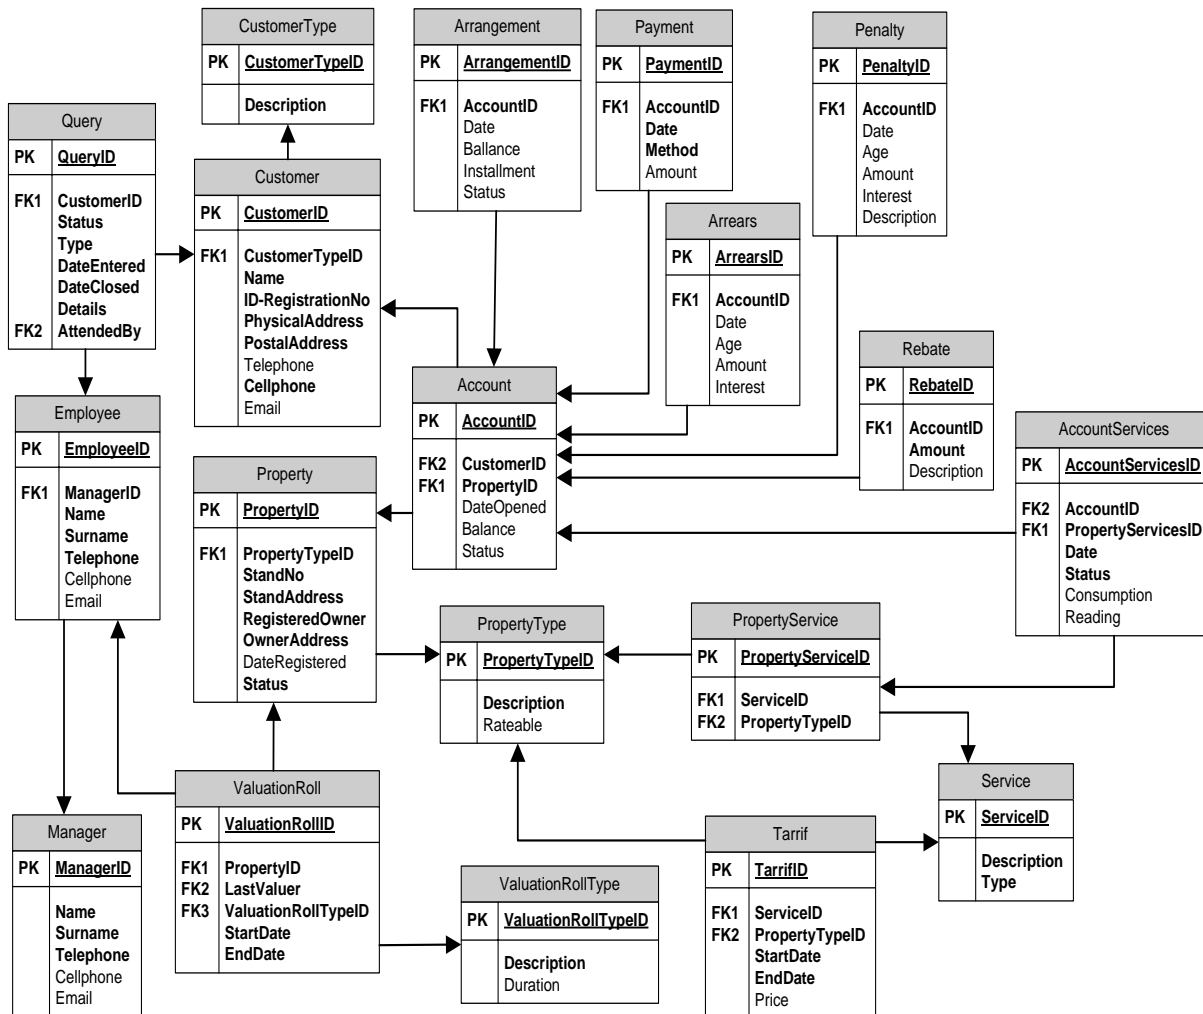 CustomerType
PK CustomerTypeID
Description
Arrangement
PK ArrangementID
FK1 AccountID
Date
Ballance
Installment
Status
Payment
PK PaymentID
FK1 AccountID
Date
Method
Amount
Penalty
PK PenaltyID
FK1 AccountID
Date
Age
Amount
Interest
Description
Query
PK QueryID
FK1 CustomerID
Status
Type
DateEntered
DateClosed
Details
FK2 AttendedBy
Customer
PK CustomerID
FK1 CustomerTypeID
Name
ID-RegistrationNo
PhysicalAddress
PostalAddress
Telephone
Cellphone
Email
Arrears
PK ArrearsID
FK1 AccountID
Date
Age
Amount
Interest
Rebate
PK RebateID
FK1 AccountID
Amount
Description
Account
PK AccountID
FK2 CustomerID
FK1 PropertyID
DateOpened
Balance
Status
Employee
PK EmployeeID
FK1 ManagerID
Name
Surname
Telephone
Cellphone
Email
AccountServices
PK AccountServicesID
FK2 AccountID
FK1 PropertyServicesID
Date
Status
Consumption
Reading
Property
PK PropertyID
FK1 PropertyTypeID
StandNo
StandAddress
RegisteredOwner
OwnerAddress
DateRegistered
Status
PropertyType
PK PropertyTypeID
Description
Rateable
PropertyService
PK PropertyServiceID
FK1 ServiceID
FK2 PropertyTypeID
ValuationRoll
PK ValuationRollID
FK1 PropertyID
FK2 LastValuer
FK3 ValuationRollTypeID
StartDate
EndDate
Service
PK ServiceID
Description
Type
Manager
PK ManagerID
Name
Surname
Telephone
Cellphone
Email
Tarrif
PK TarrifID
FK1 ServiceID
FK2 PropertyTypeID
StartDate
EndDate
Price
ValuationRollType
PK ValuationRollTypeID
Description
Duration